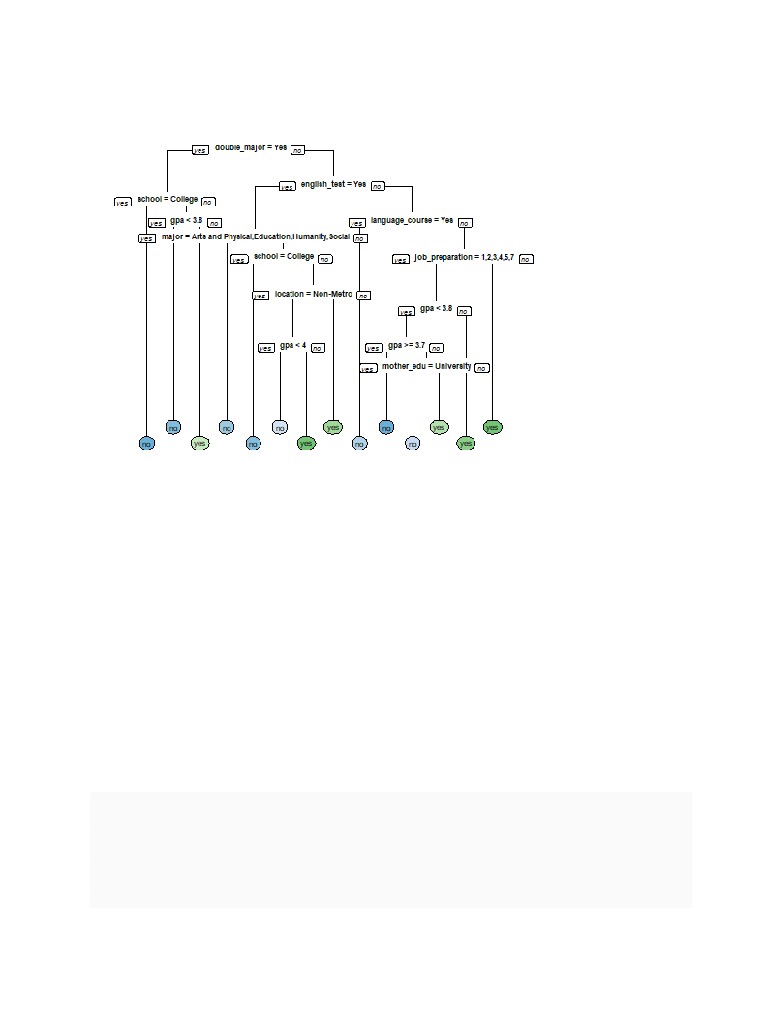 yes double_major = Yes no
yes english_test = Yes no
yes school = College no
yes gpa < 3.8 no yes language_course = Yes no
yes major = Arts and Physical,Education,Humanity,Social no
yes school = College no yes job_preparation = 1,2,3,4,5,7 no
yes location = Non-Metro no
yes gpa < 3.8 no
yes gpa < 4 no yes gpa >= 3.7 no
yes mother_edu = University no
no no no yes no yes yes
no yes no yes no no yes